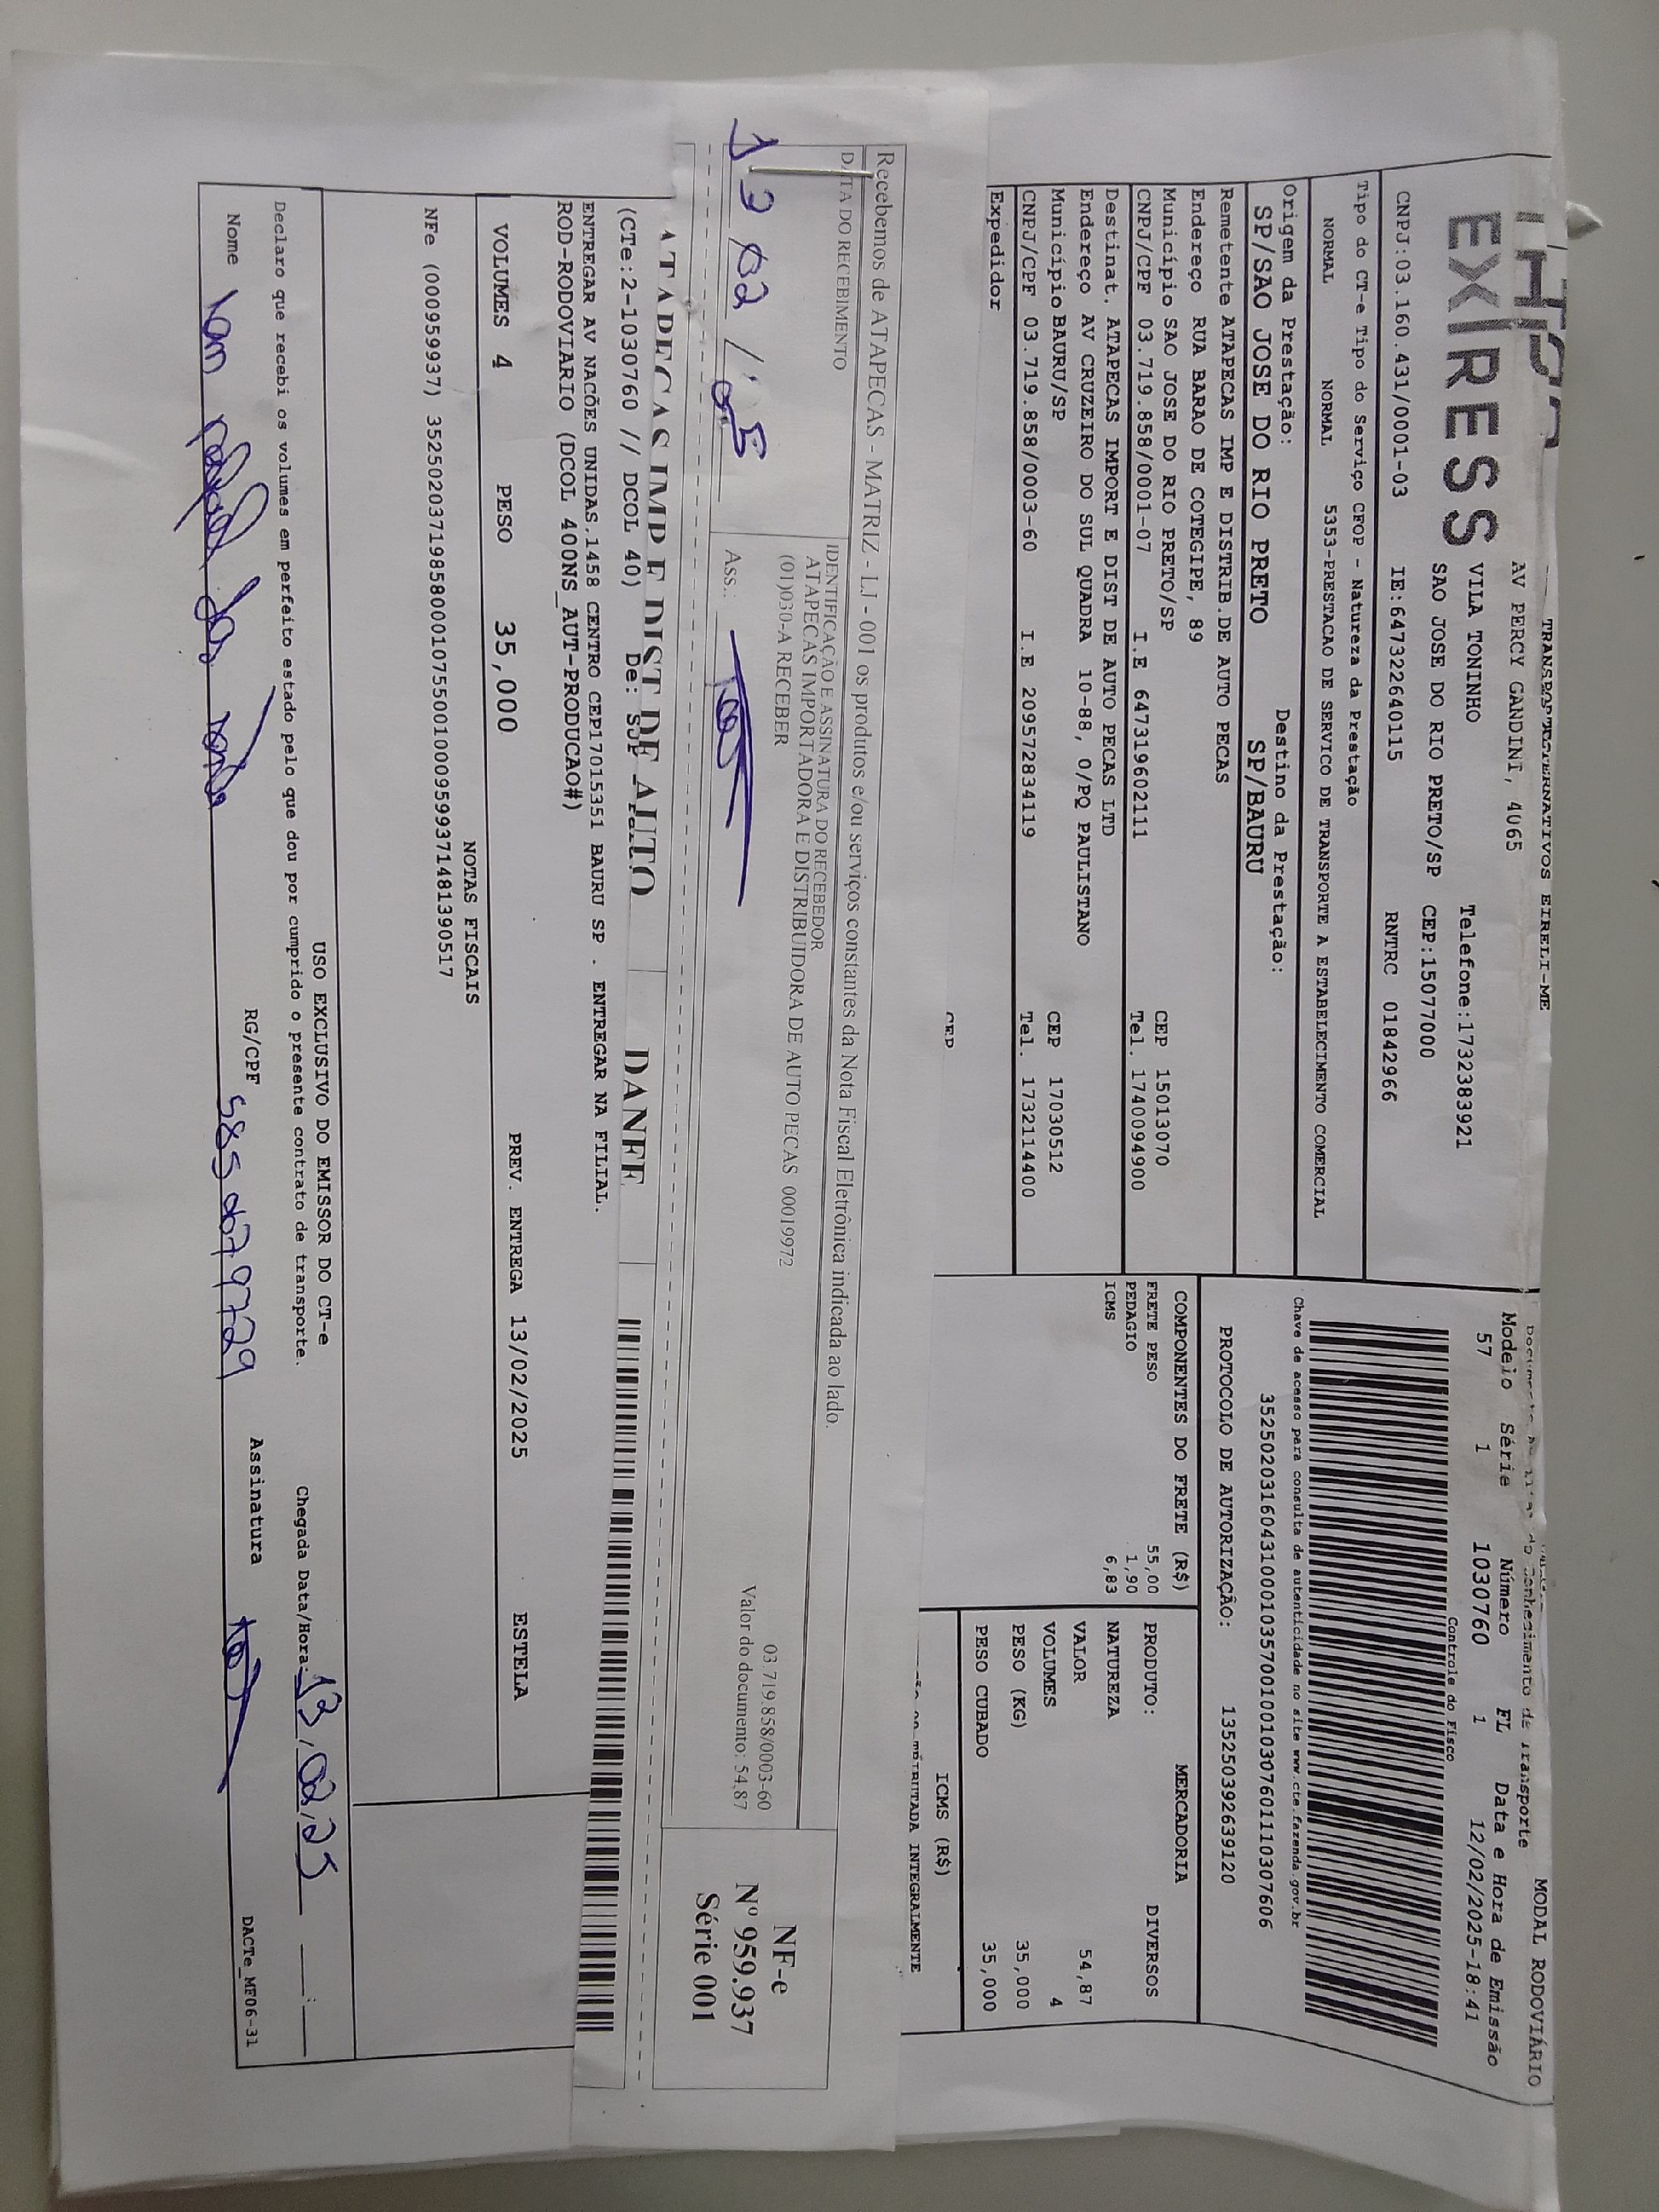 TRANSPORTES ALTERNATIVOS EIRELI-ME
EXPRESS
AV PERCY GANDINI, 4065
VILA TONINHO Telefone:1732383921
SAO JOSE DO RIO PRETO/SP CEP:15077000
CNPJ:03.160.431/0001-03 IE:647322640115 RNTRC 01842966
Tipo do CT-e Tipo do Serviço CFOP - Natureza da Prestação
NORMAL NORMAL 5353-PRESTACAO DE SERVICO DE TRANSPORTE A ESTABELECIMENTO COMERCIAL
Origem da Prestação: Destino da Prestação:
SP/SAO JOSE DO RIO PRETO SP/BAURU
Remetente ATAPECAS IMP E DISTRIB.DE AUTO PECAS
Endereço RUA BARAO DE COTEGIPE, 89
Município SAO JOSE DO RIO PRETO/SP CEP 15013070
CNPJ/CPF 03.719.858/0001-07 I.E 647319602111 Tel. 1740094900
Destinat. ATAPECAS IMPORT E DIST DE AUTO PECAS LTD
Endereço AV CRUZEIRO DO SUL QUADRA 10-88, 0/PQ PAULISTANO
Município BAURU/SP CEP 17030512
CNPJ/CPF 03.719.858/0003-60 I.E 209572834119 Tel. 1732114400
Expedidor
CEP
MODAL RODOVIÁRIO
Modelo Série Número FL Data e Hora de Emissão
57 1 1030760 1 12/02/2025-18:41
Controle do Fisco
Chave de acesso para consulta de autenticidade no site www.cte.fazenda.gov.br
35250203160431000103570010010307601110307606
PROTOCOLO DE AUTORIZAÇÃO: 135250392639120
COMPONENTES DO FRETE (R$)
FRETE PESO 55,00
PEDAGIO 1,90
ICMS 6,83
MERCADORIA
PRODUTO: DIVERSOS
NATUREZA
VALOR 54,87
VOLUMES 4
PESO (KG) 35,000
PESO CUBADO 35,000
ICMS (R$)
TRIBUTADA INTEGRALMENTE
Recebemos de ATAPECAS - MATRIZ - LJ - 001 os produtos e/ou serviços constantes da Nota Fiscal Eletrônica indicada ao lado.
DATA DO RECEBIMENTO
IDENTIFICAÇÃO E ASSINATURA DO RECEBEDOR
ATAPECAS IMPORTADORA E DISTRIBUIDORA DE AUTO PECAS 00019972
(01)030-A RECEBER
03.719.858/0003-60
Valor do documento: 54,87
13 02 / 25
Ass.:
NF-e
Nº 959.937
Série 001
ATAPECAS IMP E DIST DE AUTO
DANFE
(CTe:2-1030760 // DCOL 40) De: SJP
ENTREGAR AV NACÕES UNIDAS,1458 CENTRO CEP17015351 BAURU SP . ENTREGAR NA FILIAL.
ROD-RODOVIARIO (DCOL 400NS_AUT-PRODUCAO#)
VOLUMES 4 PESO 35,000 PREV. ENTREGA 13/02/2025 ESTELA
NOTAS FISCAIS
NFe (000959937) 35250203719858000107550010009599371481390517
USO EXCLUSIVO DO EMISSOR DO CT-e
Declaro que recebi os volumes em perfeito estado pelo que dou por cumprido o presente contrato de transporte. Chegada Data/Hora: 13,02,25
Nome RG/CPF 585 067 97729 Assinatura
DACTe_MF06-31